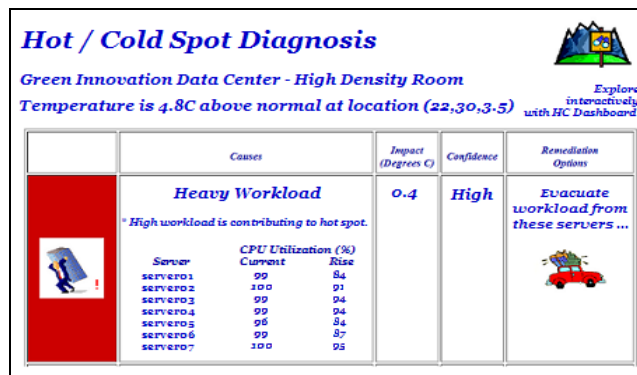 Hot / Cold Spot Diagnosis
Green Innovation Data Center - High Density Room
Temperature is 4.8C above normal at location (22,30,3.5)
Explore
interactively
with HC Dashboard
Causes
Impact
(Degrees C)
Confidence
Remediation
Options
Heavy Workload
0.4
High
Evacuate
workload from
these servers ...
* High workload is contributing to hot spot.
CPU Utilization (%)
Server Current Rise
server01 99 84
server02 100 91
server03 99 94
server04 99 94
server05 96 84
server06 99 87
server07 100 95
!